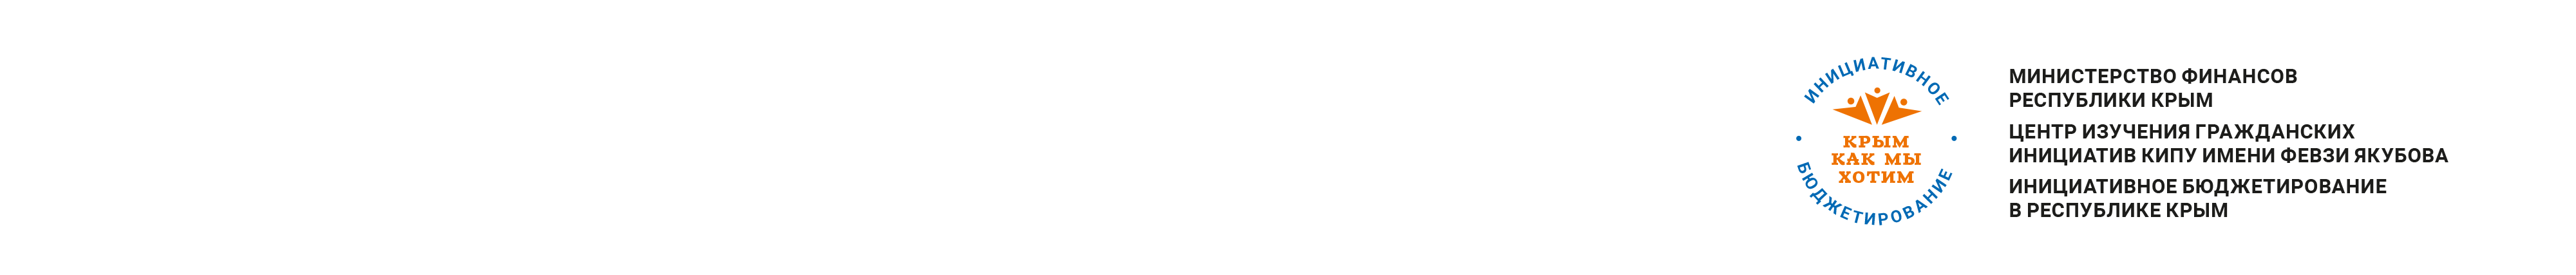 ИНИЦИАТИВНОЕ
КРЫМ
КАК МЫ
ХОТИМ
БЮДЖЕТИРОВАНИЕ
МИНИСТЕРСТВО ФИНАНСОВ
РЕСПУБЛИКИ КРЫМ
ЦЕНТР ИЗУЧЕНИЯ ГРАЖДАНСКИХ
ИНИЦИАТИВ КИПУ ИМЕНИ ФЕВЗИ ЯКУБОВА
ИНИЦИАТИВНОЕ БЮДЖЕТИРОВАНИЕ
В РЕСПУБЛИКЕ КРЫМ